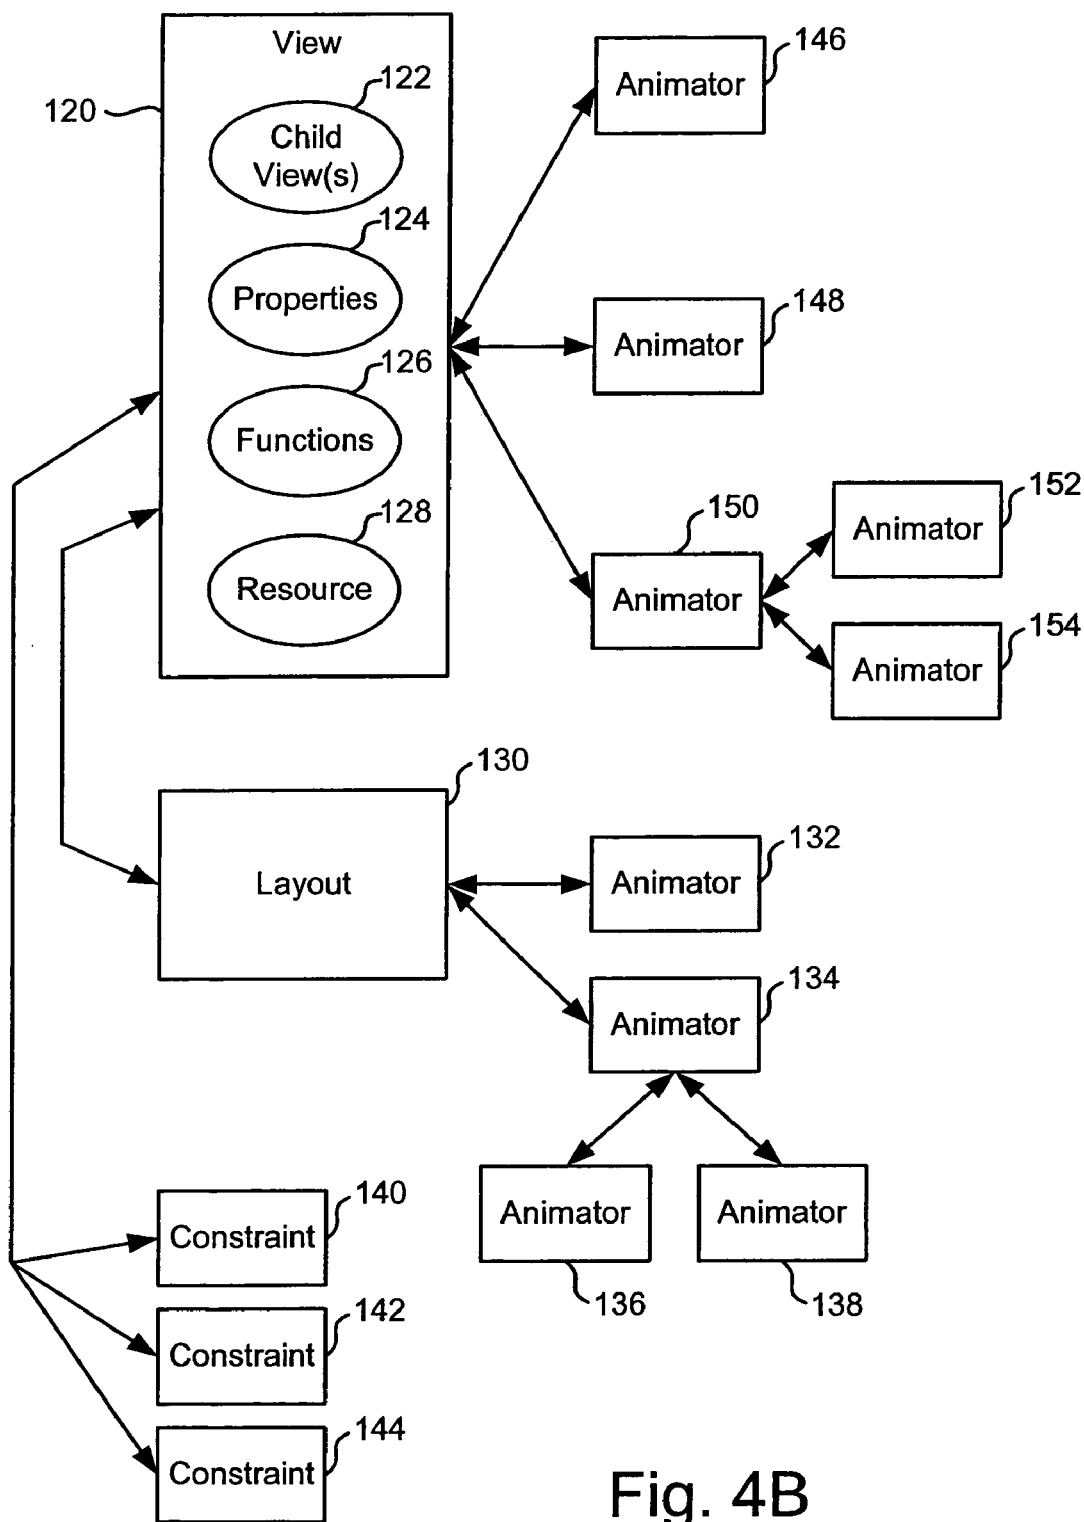 View
120
122
Child
View(s)
124
Properties
126
Functions
128
Resource
146
Animator
148
Animator
150
Animator
152
Animator
154
Animator
130
Layout
132
Animator
134
Animator
Animator
136
Animator
138
140
Constraint
142
Constraint
144
Constraint
Fig. 4B